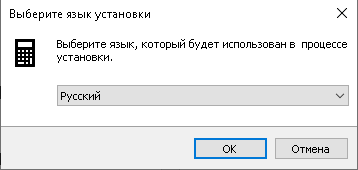 Выберите язык установки
Выберите язык, который будет использован в процессе
установки.
Русский
OK
Отмена